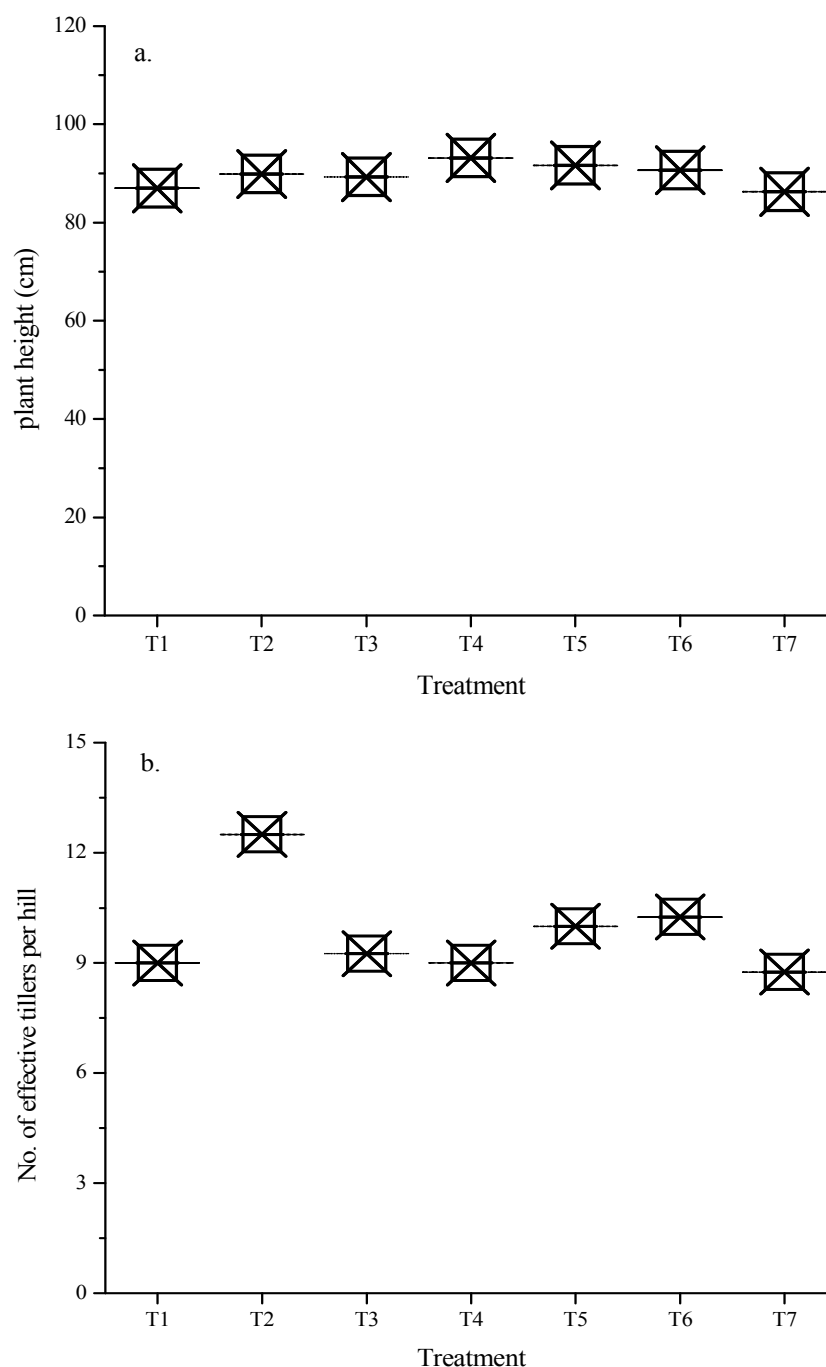 120
a.
100
80
60
40
20
0
plant height (cm)
T1 T2 T3 T4 T5 T6 T7
Treatment
15
b.
12
9
6
3
0
No. of effective tillers per hill
T1 T2 T3 T4 T5 T6 T7
Treatment